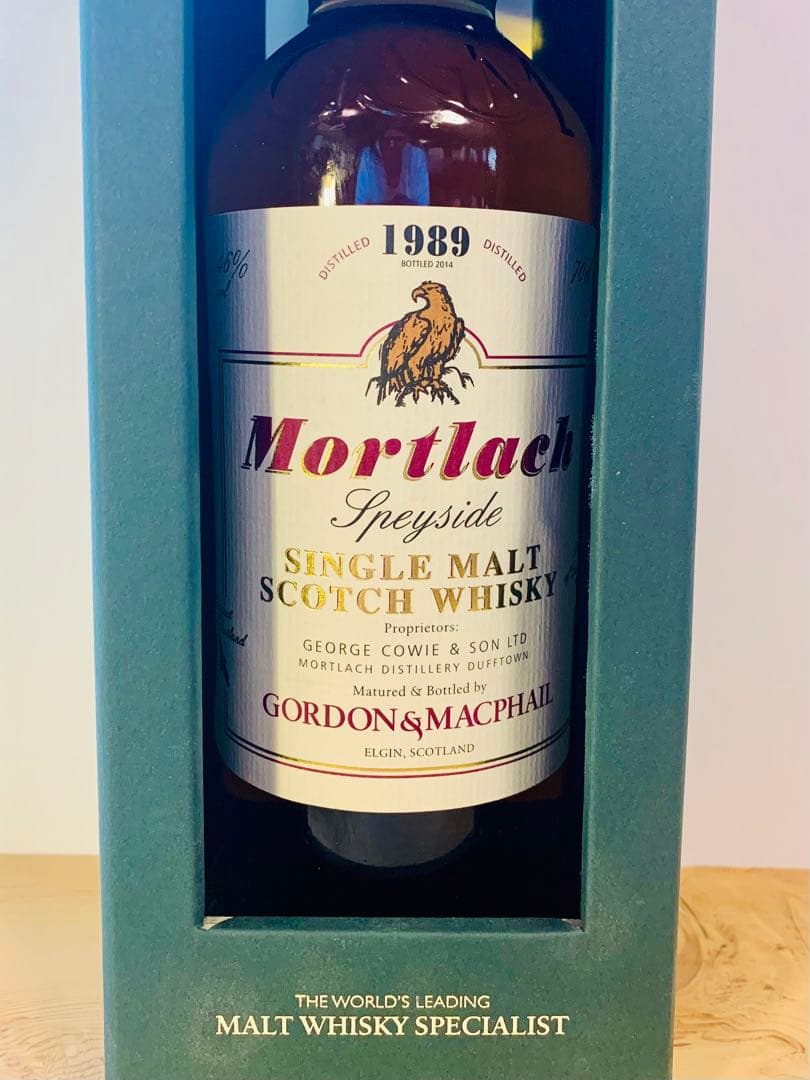 DISTILLED 1989 DISTILLED
BOTTLED 2014
46%
Mortlach
Speyside
SINGLE MALT
SCOTCH WHISKY
Proprietors:
GEORGE COWIE & SON LTD
MORTLACH DISTILLERY DUFFTOWN
Matured & Bottled by
GORDON & MACPHAIL
ELGIN, SCOTLAND
THE WORLD'S LEADING
MALT WHISKY SPECIALIST